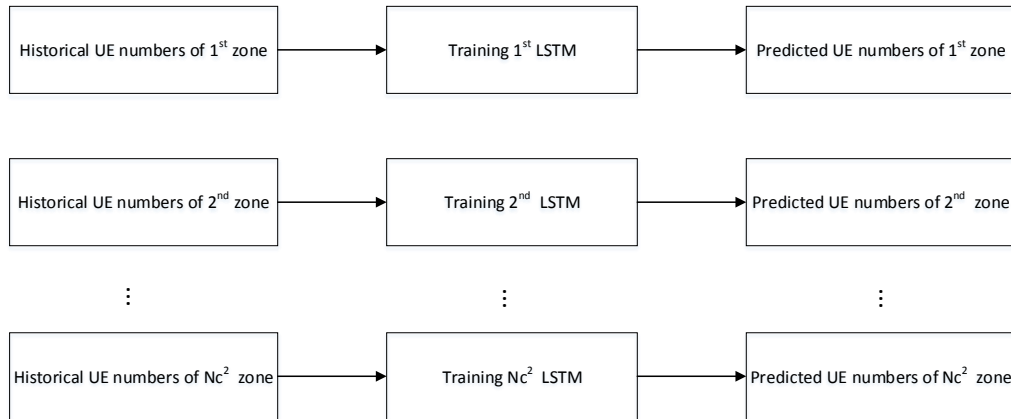 Historical UE numbers of 1st zone
Training 1st LSTM
Predicted UE numbers of 1st zone
Historical UE numbers of 2nd zone
Training 2nd LSTM
Predicted UE numbers of 2nd zone
Historical UE numbers of Nc² zone
Training Nc² LSTM
Predicted UE numbers of Nc² zone